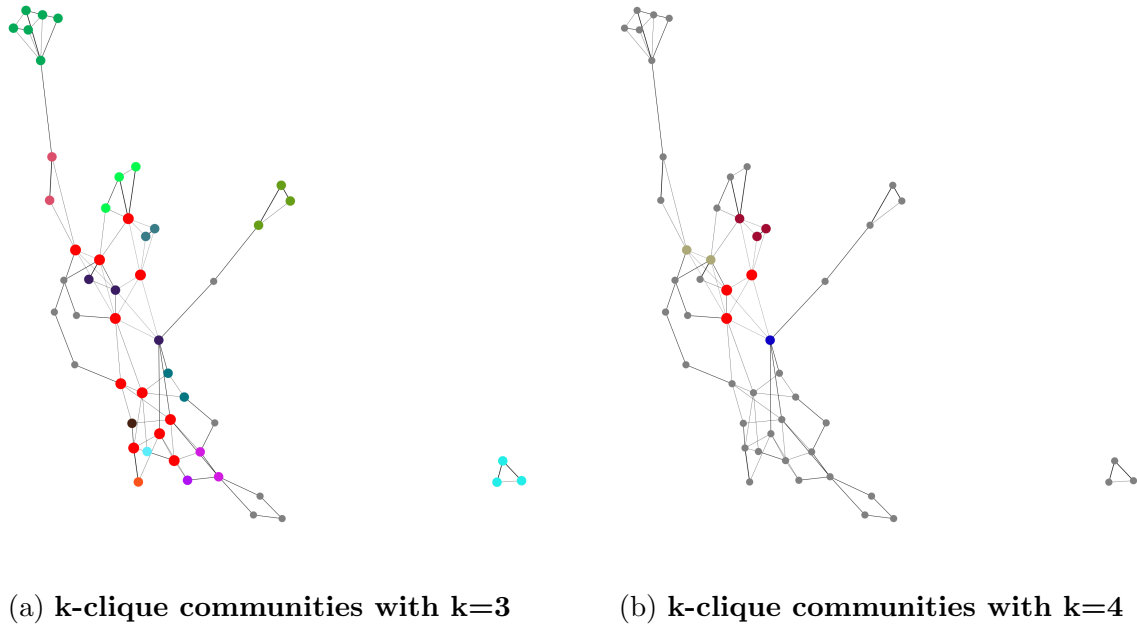 (a) k-clique communities with k=3
(b) k-clique communities with k=4